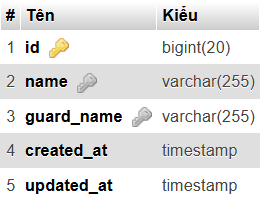 # Tên Kiểu
1 id bigint(20)
2 name varchar(255)
3 guard_name varchar(255)
4 created_at timestamp
5 updated_at timestamp